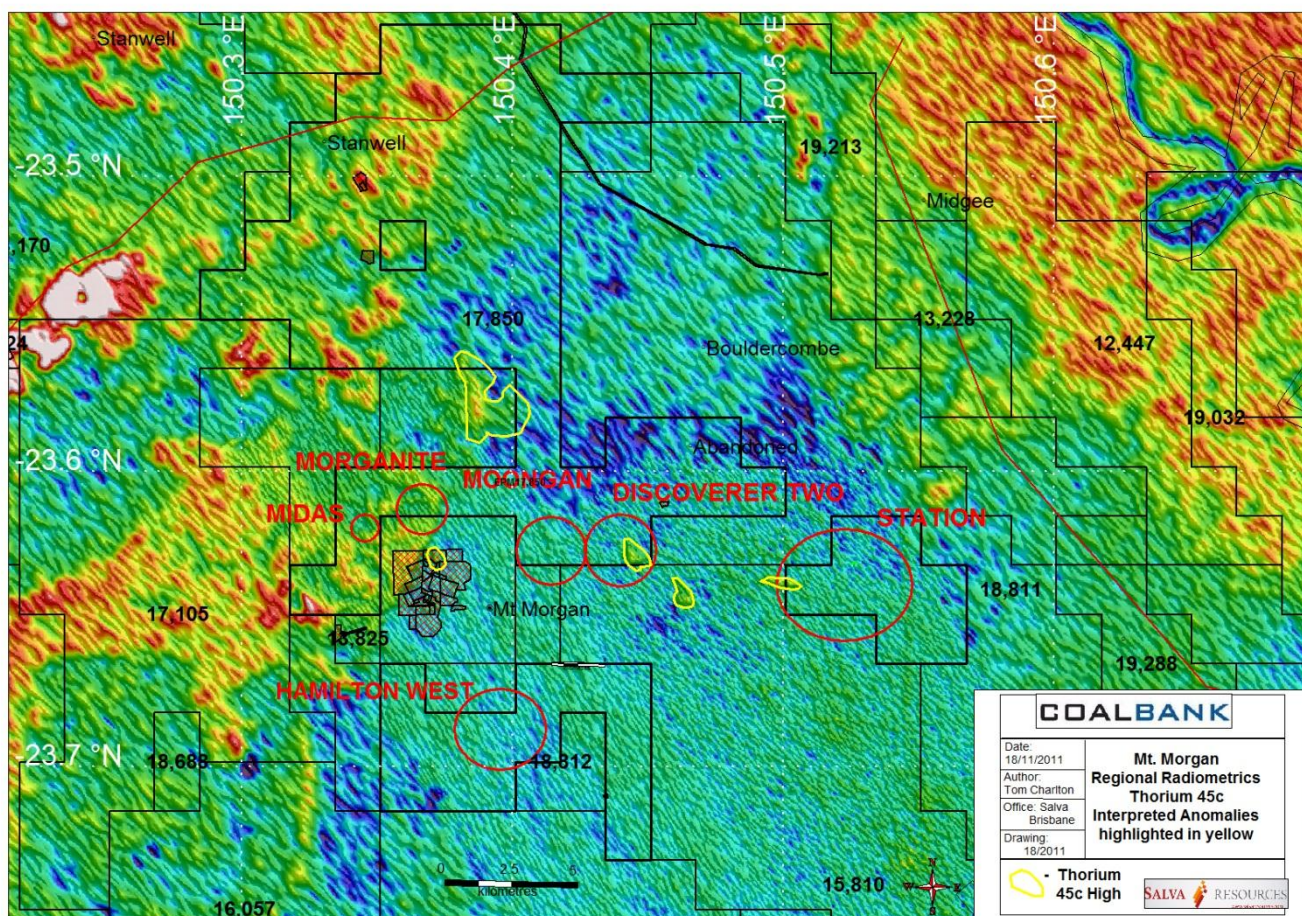 Stanwell
150.3 °E
150.4 °E
150.5 °E
150.6 °E
Stanwell
19,213
-23.5 °N
Midgee
,170
17,850
13,228
24
12,447
Bouldercombe
19,032
Abandoned
-23.6 °N
MORGANITE
MOONGAN
DISCOVERER TWO
MIDAS
STATION
18,811
17,105
Mt Morgan
18,825
19,288
HAMILTON WEST
-23.7 °N
18,688
18,812
0 2.5 5
kilometres
15,810
16,057
N
W E
S
COALBANK
Date:
18/11/2011
Author:
Tom Charlton
Office: Salva
Brisbane
Drawing:
18/2011
Mt. Morgan
Regional Radiometrics
Thorium 45c
Interpreted Anomalies
highlighted in yellow
- Thorium
45c High
SALVA RESOURCES